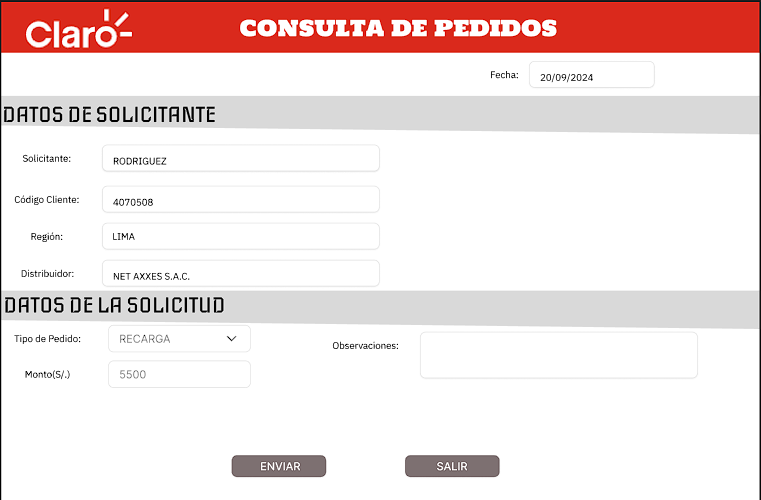 Claro
CONSULTA DE PEDIDOS
Fecha: 20/09/2024
DATOS DE SOLICITANTE
Solicitante: RODRIGUEZ
Código Cliente: 4070508
Región: LIMA
Distribuidor: NET AXXES S.A.C.
DATOS DE LA SOLICITUD
Tipo de Pedido: RECARGA
Observaciones:
Monto(S/.) 5500
ENVIAR
SALIR